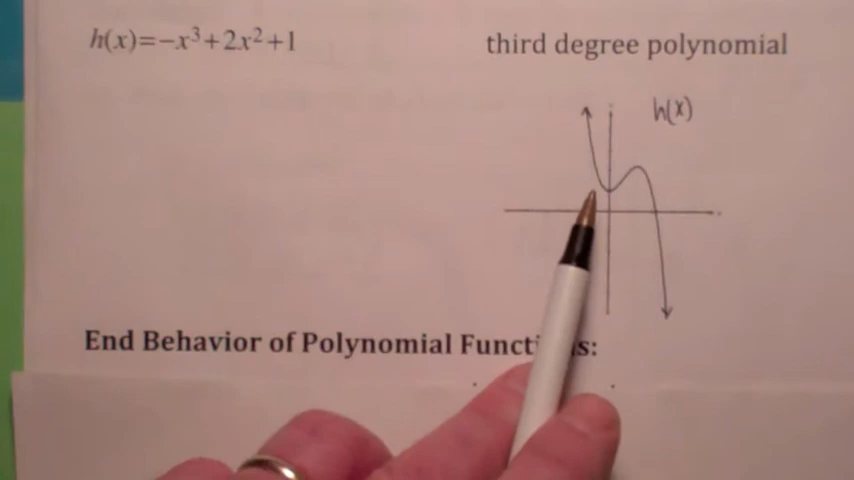 h(x)=−x³+2x²+1 third degree polynomial
h(x)
End Behavior of Polynomial Functi s: